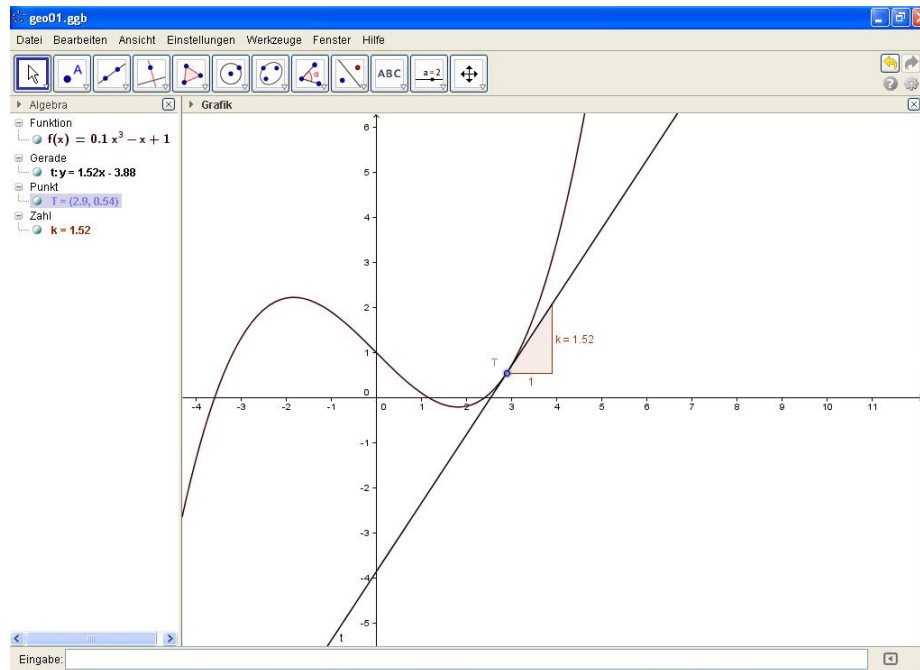 geo01.ggb
Datei Bearbeiten Ansicht Einstellungen Werkzeuge Fenster Hilfe
A α ABC a=2
Algebra
Funktion
f(x) = 0.1 x³ − x + 1
Gerade
t: y = 1.52x - 3.88
Punkt
T = (2.9, 0.54)
Zahl
k = 1.52
Grafik
6
5
4
3
2
1
0
-1
-2
-3
-4
-5
-4 -3 -2 -1 0 1 2 3 4 5 6 7 8 9 10 11
T
k = 1.52
1
t
Eingabe: